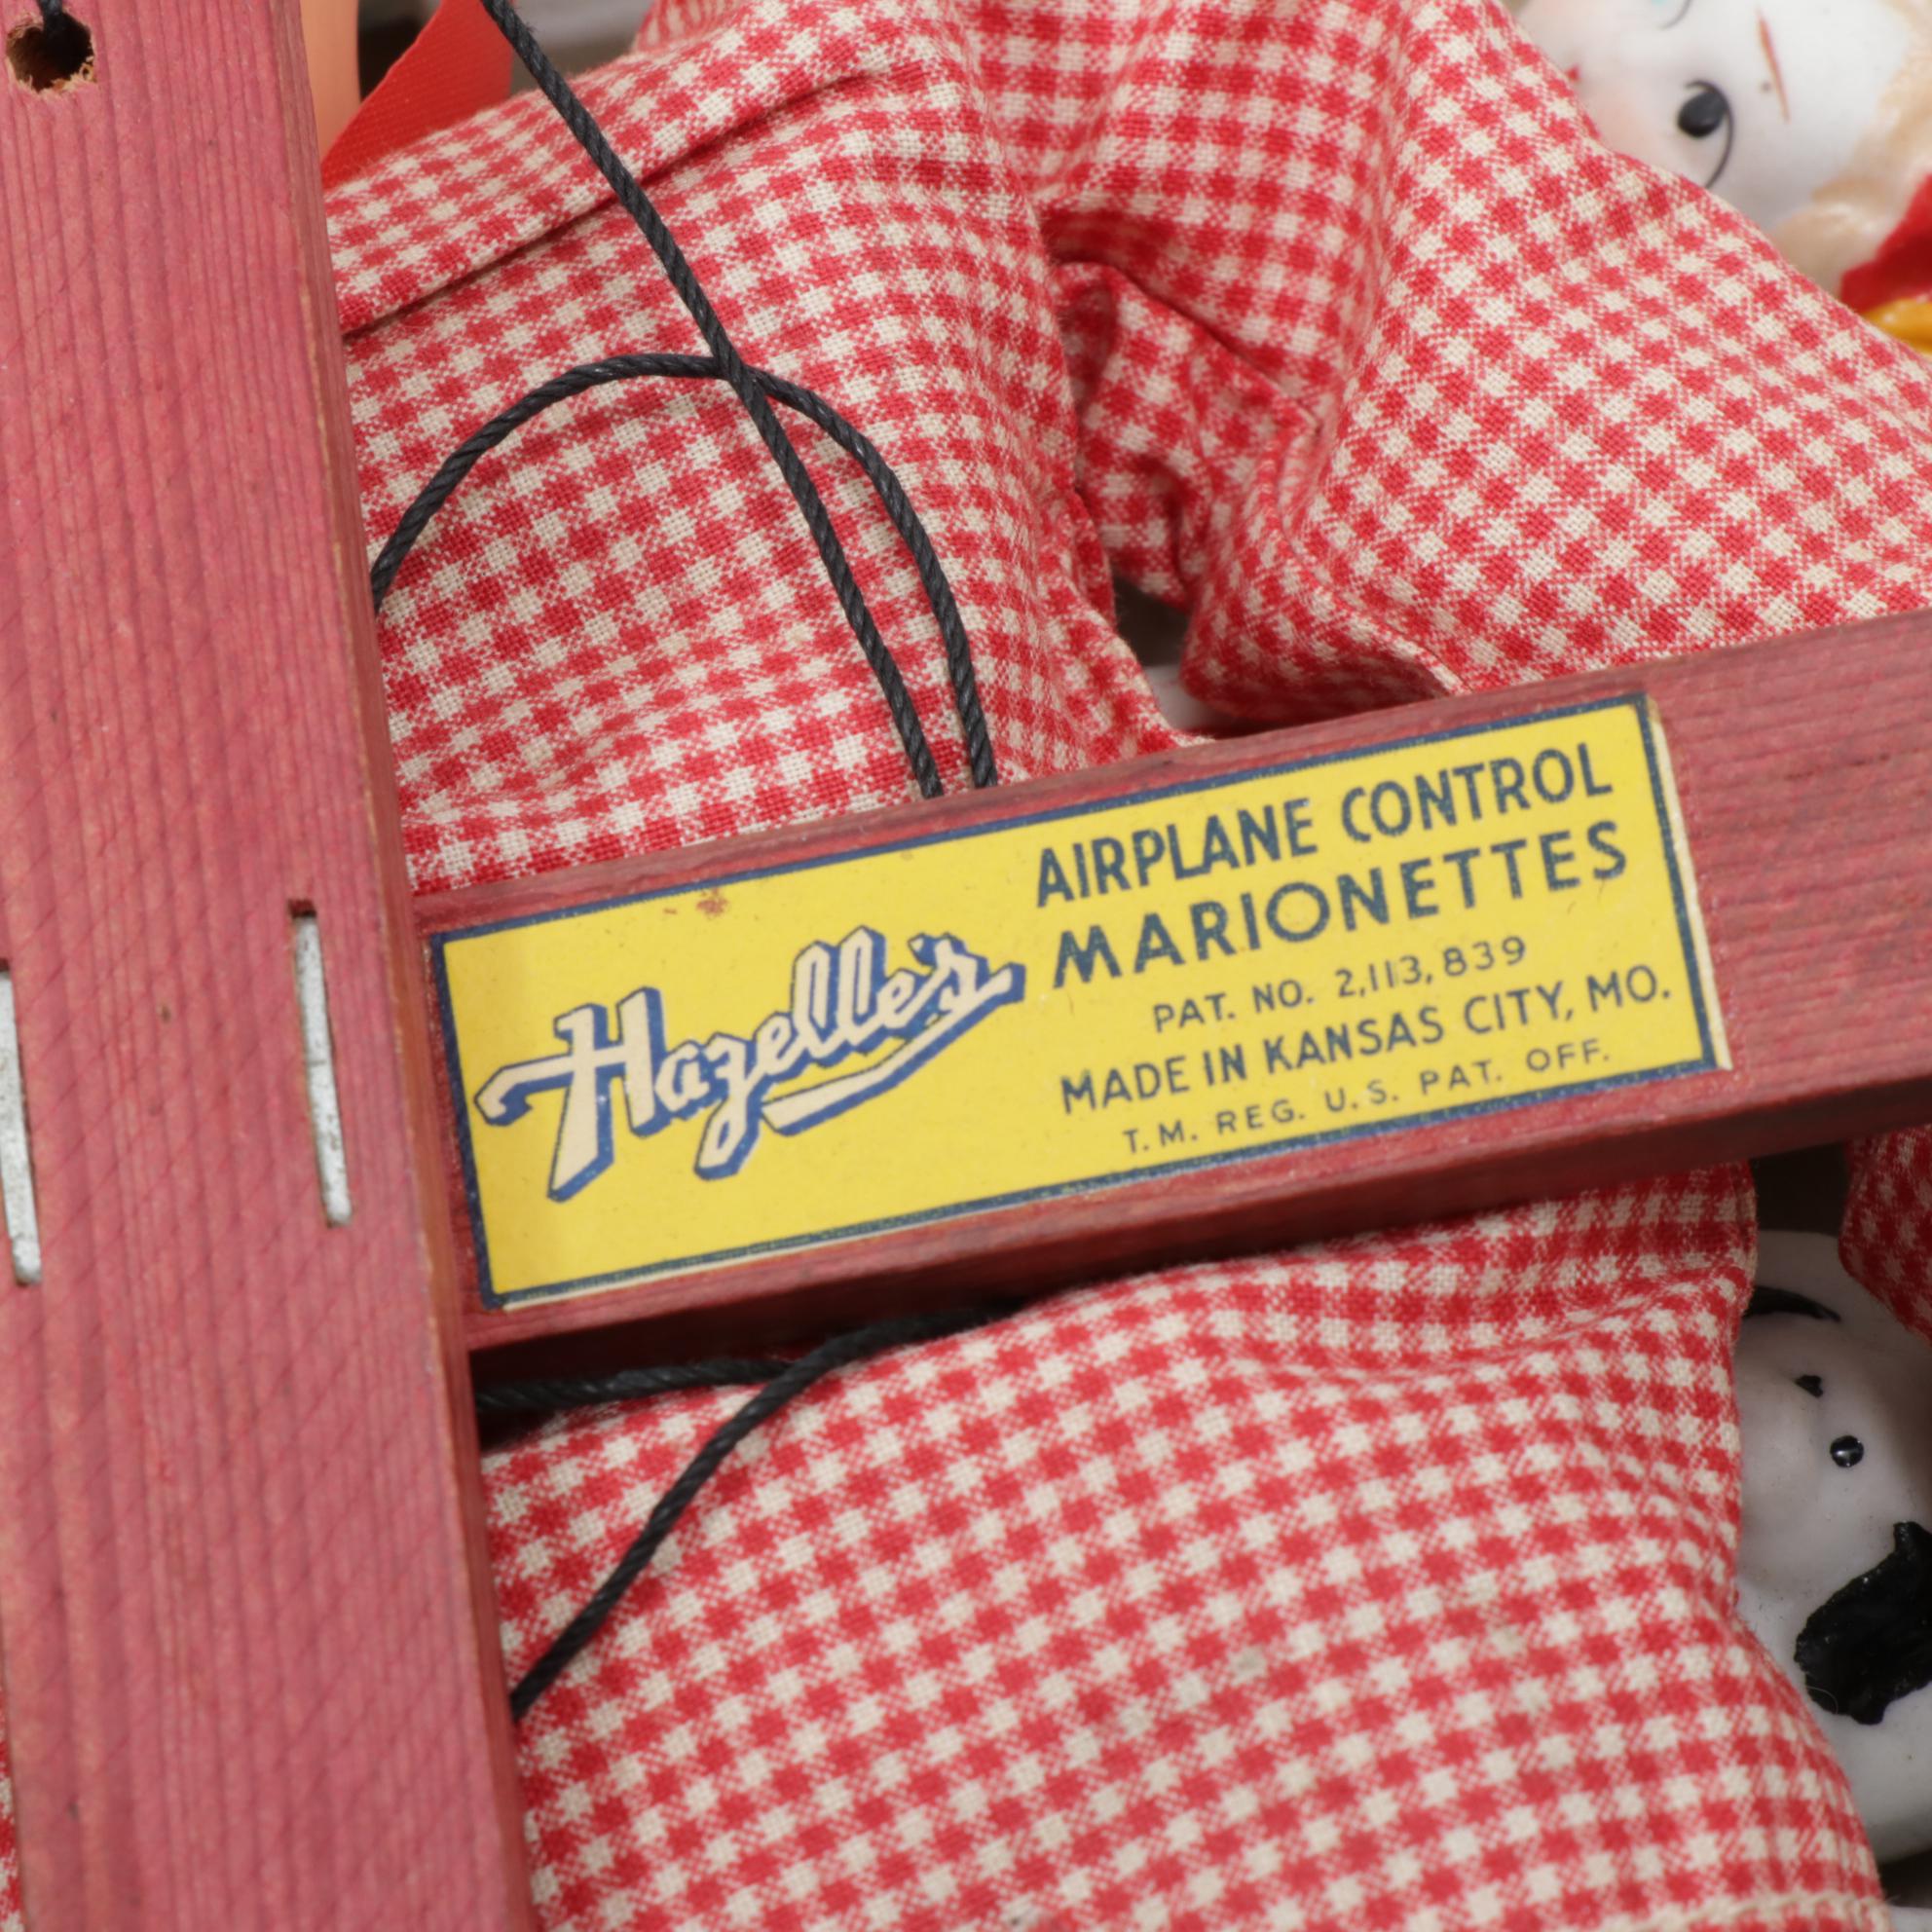 Hazelle's
AIRPLANE CONTROL
MARIONETTES
PAT. NO. 2,113,839
MADE IN KANSAS CITY, MO.
T.M. REG. U.S. PAT. OFF.